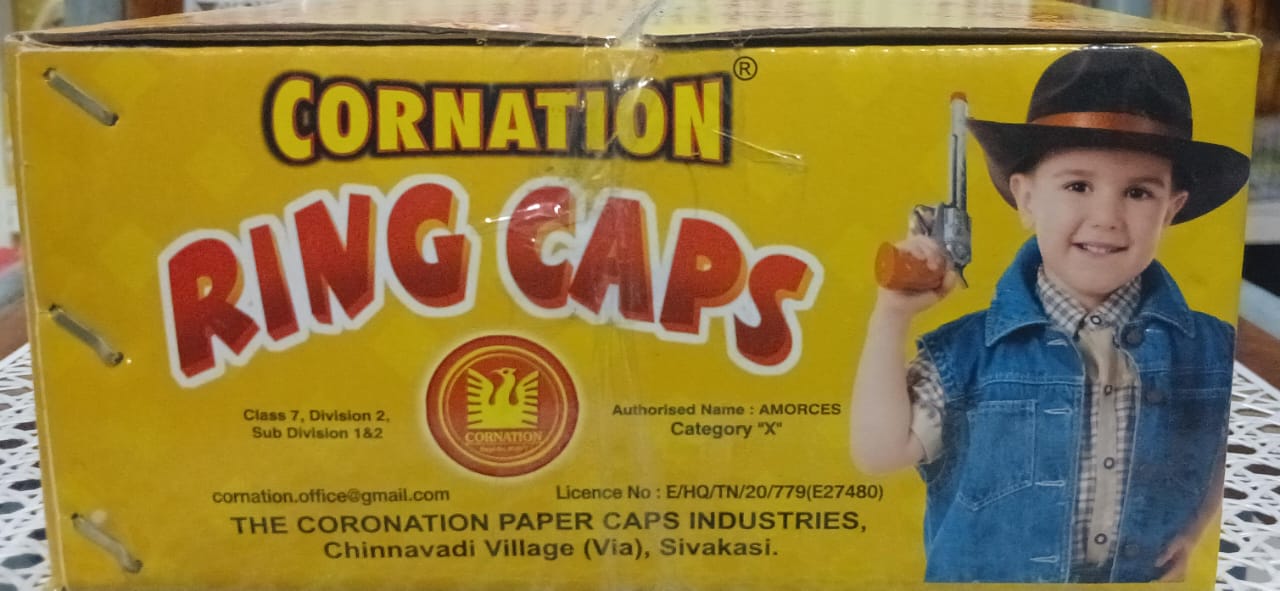 CORNATION®
RING CAPS
Class 7, Division 2,
Sub Division 1&2
CORNATION
Authorised Name : AMORCES
Category "X"
cornation.office@gmail.com
Licence No : E/HQ/TN/20/779(E27480)
THE CORONATION PAPER CAPS INDUSTRIES,
Chinnavadi Village (Via), Sivakasi.